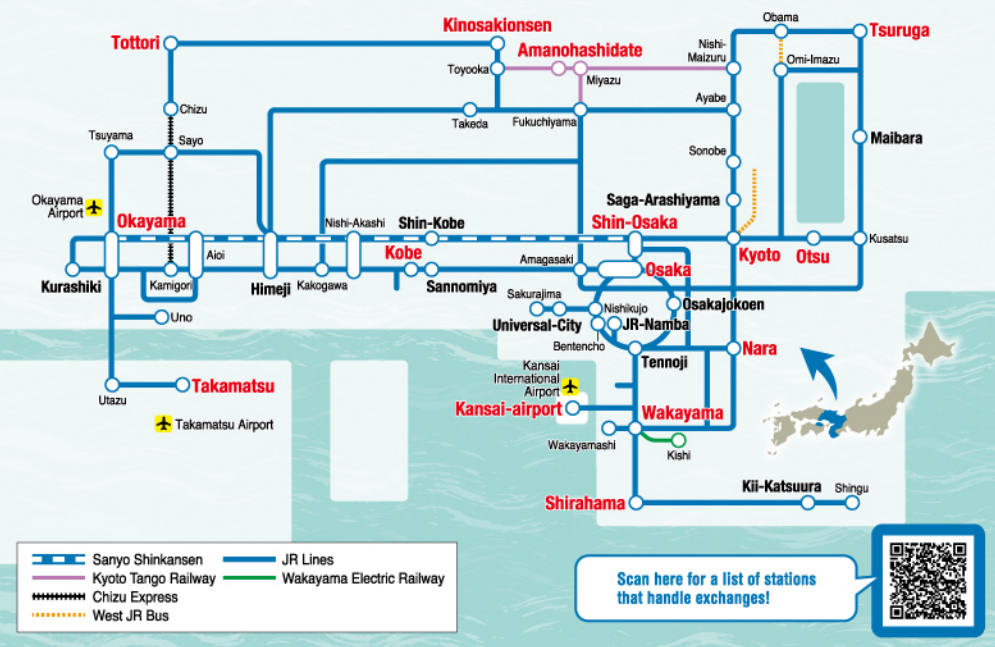 Obama
Kinosakionsen
Tsuruga
Tottori
Amanohashidate
Nishi-
Maizuru
Toyooka
Omi-Imazu
Miyazu
Chizu
Ayabe
Takeda
Fukuchiyama
Tsuyama
Sayo
Maibara
Sonobe
Okayama
Airport
Saga-Arashiyama
Okayama
Nishi-Akashi
Shin-Kobe
Shin-Osaka
Kusatsu
Aioi
Kobe
Kyoto
Otsu
Amagasaki
Osaka
Kurashiki
Kamigori
Himeji
Kakogawa
Sannomiya
Sakurajima
Nishikujo
Osakajokoen
Uno
Universal-City
JR-Namba
Bentencho
Nara
Tennoji
Kansai
International
Airport
Takamatsu
Utazu
Kansai-airport
Wakayama
Takamatsu Airport
Wakayamashi
Kishi
Kii-Katsuura
Shingu
Shirahama
Sanyo Shinkansen
JR Lines
Kyoto Tango Railway
Wakayama Electric Railway
Chizu Express
West JR Bus
Scan here for a list of stations
that handle exchanges!